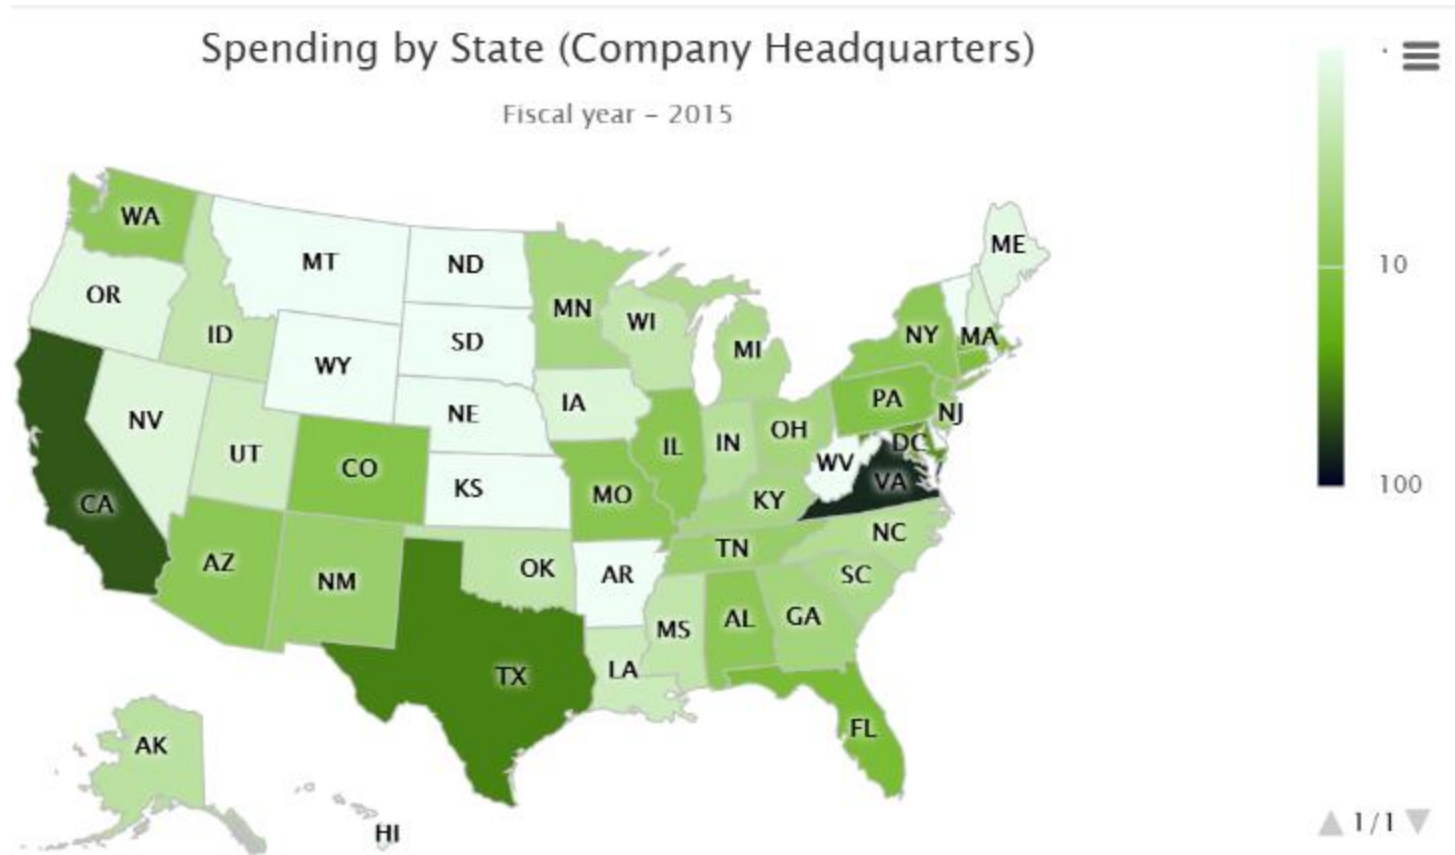 Spending by State (Company Headquarters)
Fiscal year - 2015
10
100
WA
MT
ND
ME
OR
MN
ID
SD
WI
NY
MA
WY
MI
NV
IA
NE
PA
NJ
UT
CO
KS
IL
IN
OH
DC
WV
VA
CA
MO
KY
AZ
NM
OK
AR
TN
NC
SC
MS
AL
GA
TX
LA
FL
AK
HI
1/1